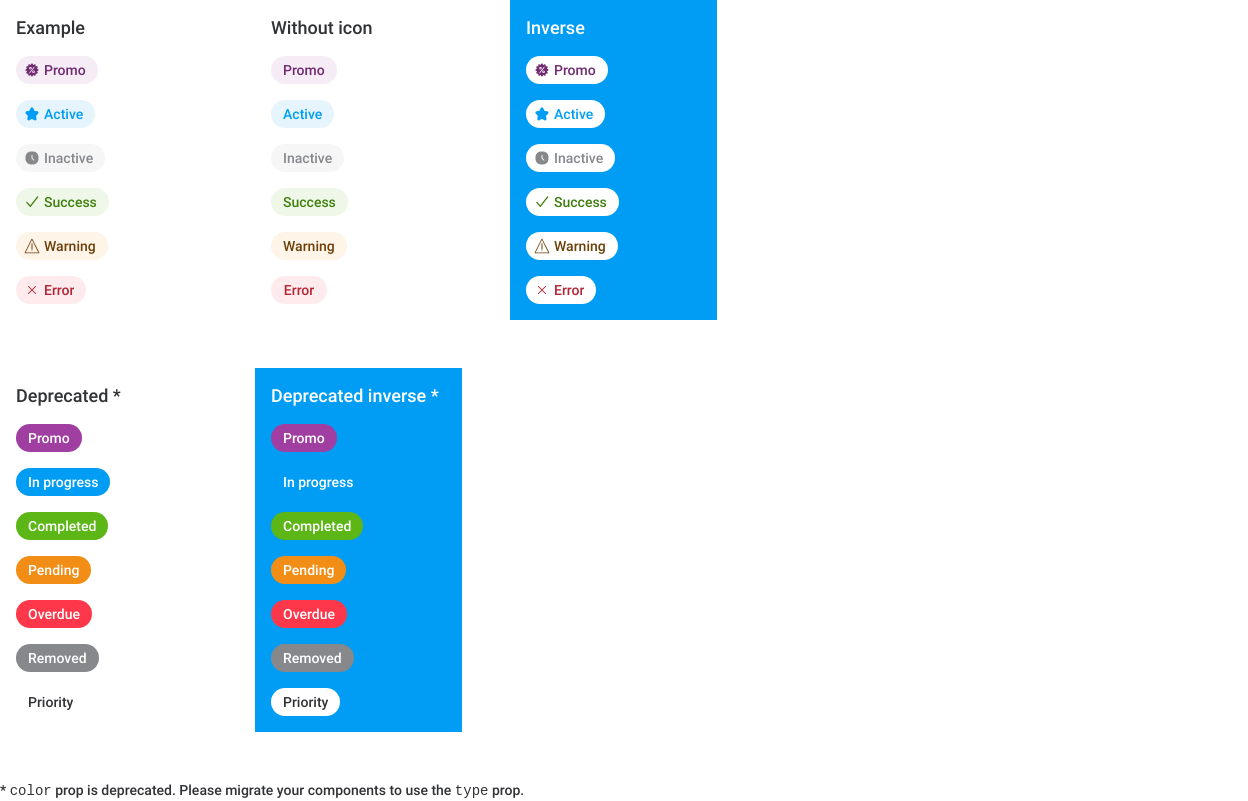 Example
Promo
Active
Inactive
Success
Warning
Error
Without icon
Promo
Active
Inactive
Success
Warning
Error
Inverse
Promo
Active
Inactive
Success
Warning
Error
Deprecated *
Promo
In progress
Completed
Pending
Overdue
Removed
Priority
Deprecated inverse *
Promo
In progress
Completed
Pending
Overdue
Removed
Priority
* color prop is deprecated. Please migrate your components to use the type prop.